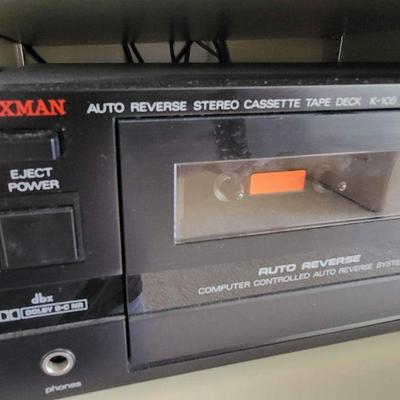 XMAN
AUTO REVERSE STEREO CASSETTE TAPE DECK K-105
EJECT
POWER
AUTO REVERSE
COMPUTER CONTROLLED AUTO REVERSE SYSTE
dbx
DOLBY B-C NR
phones